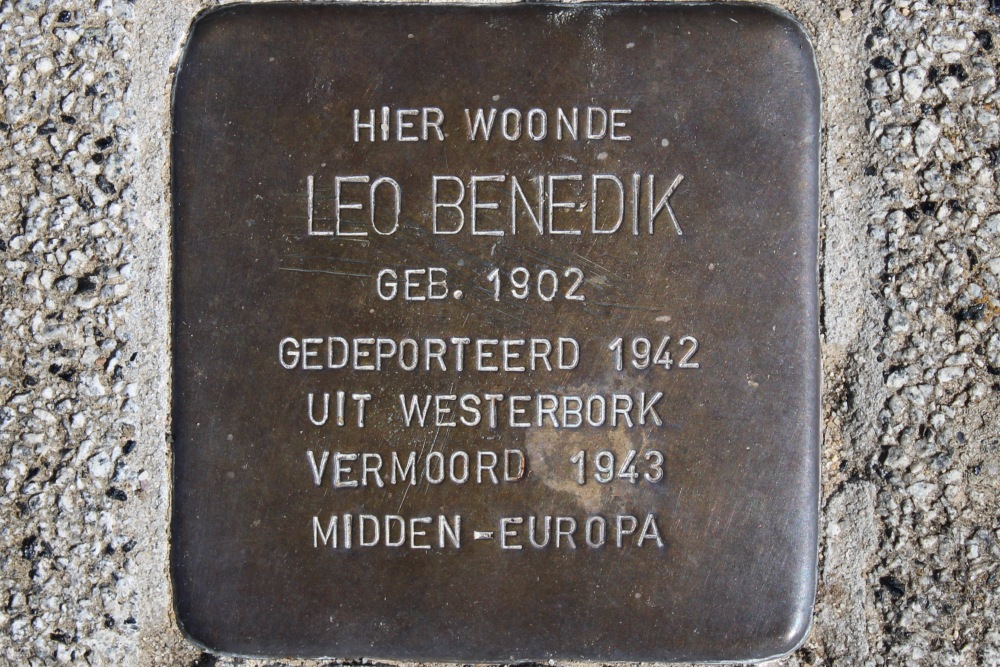 HIER WOONDE
LEO BENEDIK
GEB. 1902
GEDEPORTEERD 1942
UIT WESTERBORK
VERMOORD 1943
MIDDEN-EUROPA